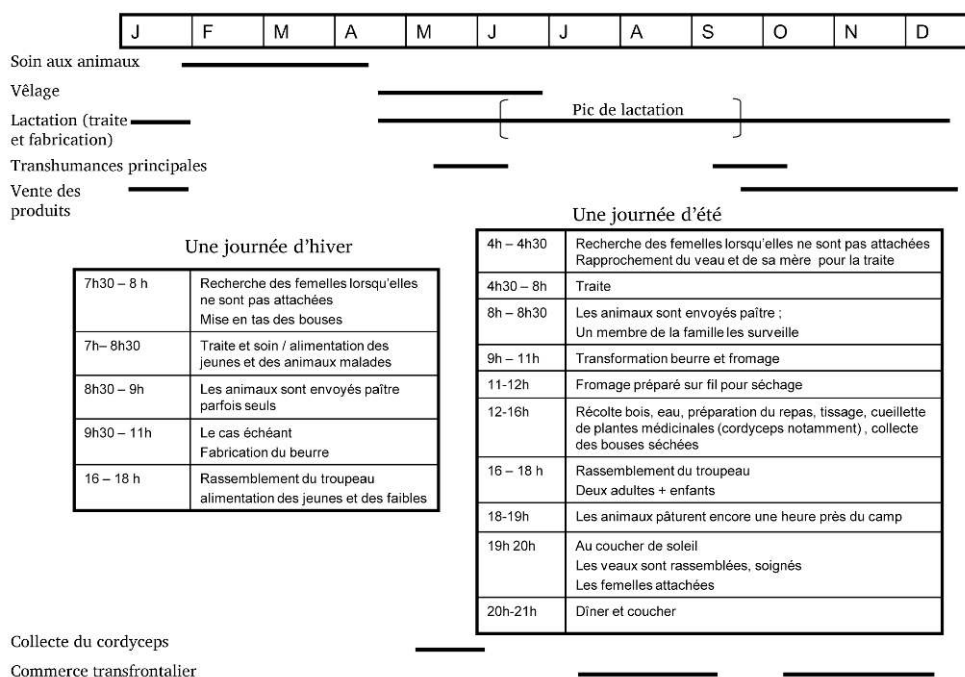 J F M A M J J A S O N D
Soin aux animaux
Vêlage
Pic de lactation
Lactation (traite
et fabrication)
Transhumances principales
Vente des
produits
Une journée d'hiver
7h30 – 8 h Recherche des femelles lorsqu'elles
ne sont pas attachées
Mise en tas des bouses
7h– 8h30 Traite et soin / alimentation des
jeunes et des animaux malades
8h30 – 9h Les animaux sont envoyés paître
parfois seuls
9h30 – 11h Le cas échéant
Fabrication du beurre
16 – 18 h Rassemblement du troupeau
alimentation des jeunes et des faibles
Une journée d'été
4h – 4h30 Recherche des femelles lorsqu'elles ne sont pas attachées
Rapprochement du veau et de sa mère pour la traite
4h30 – 8h Traite
8h – 8h30 Les animaux sont envoyés paître ;
Un membre de la famille les surveille
9h – 11h Transformation beurre et fromage
11-12h Fromage préparé sur fil pour séchage
12-16h Récolte bois, eau, préparation du repas, tissage, cueillette
de plantes médicinales (cordyceps notamment) , collecte
des bouses séchées
16 – 18 h Rassemblement du troupeau
Deux adultes + enfants
18-19h Les animaux pâturent encore une heure près du camp
19h 20h Au coucher de soleil
Les veaux sont rassemblées, soignés
Les femelles attachées
20h-21h Dîner et coucher
Collecte du cordyceps
Commerce transfrontalier